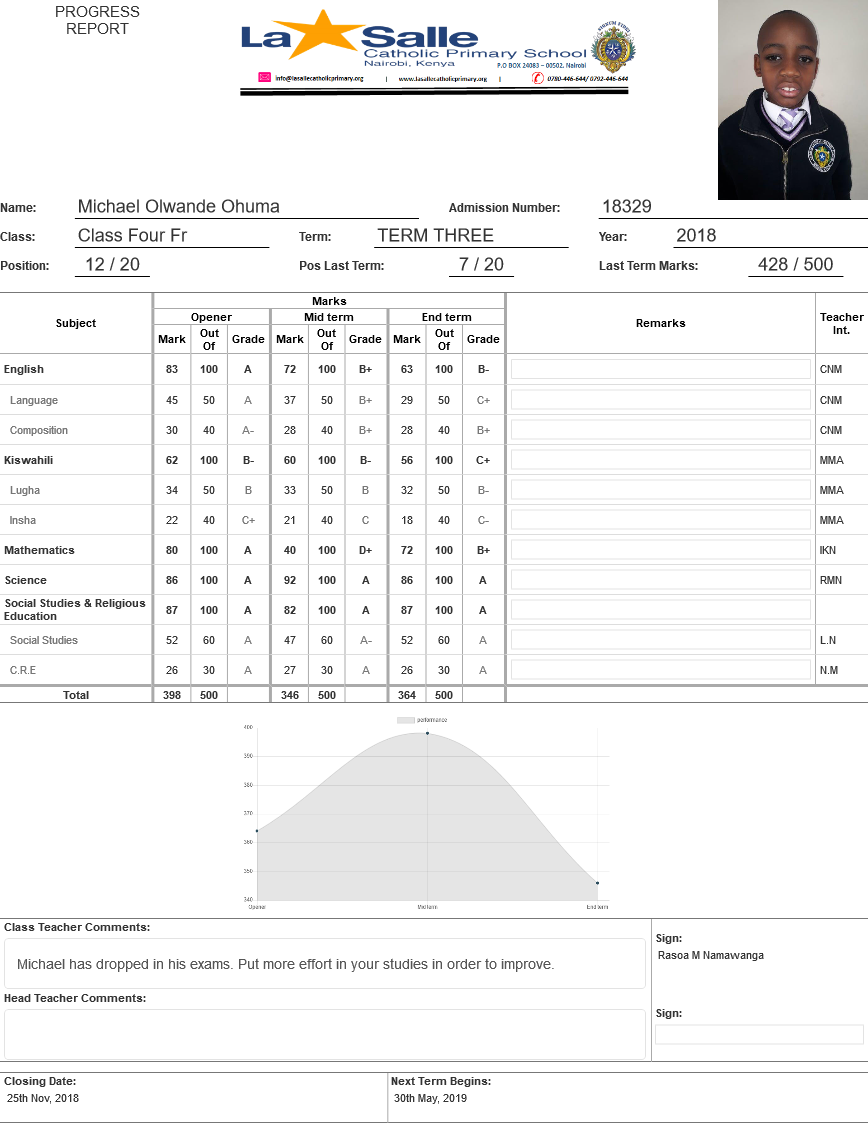 PROGRESS
REPORT
La Salle
Catholic Primary School
Nairobi, Kenya
P.O BOX 24083 – 00502, Nairobi
info@lasallecatholicprimary.org | www.lasallecatholicprimary.org | 0780-446-644/ 0792-446-644
Name: Michael Olwande Ohuma Admission Number: 18329
Class: Class Four Fr Term: TERM THREE Year: 2018
Position: 12 / 20 Pos Last Term: 7 / 20 Last Term Marks: 428 / 500
Subject Marks Remarks Teacher Int.
Opener Mid term End term
Mark Out Of Grade Mark Out Of Grade Mark Out Of Grade
English 83 100 A 72 100 B+ 63 100 B- CNM
Language 45 50 A 37 50 B+ 29 50 C+ CNM
Composition 30 40 A- 28 40 B+ 28 40 B+ CNM
Kiswahili 62 100 B- 60 100 B- 56 100 C+ MMA
Lugha 34 50 B 33 50 B 32 50 B- MMA
Insha 22 40 C+ 21 40 C 18 40 C- MMA
Mathematics 80 100 A 40 100 D+ 72 100 B+ IKN
Science 86 100 A 92 100 A 86 100 A RMN
Social Studies & Religious Education 87 100 A 82 100 A 87 100 A
Social Studies 52 60 A 47 60 A- 52 60 A L.N
C.R.E 26 30 A 27 30 A 26 30 A N.M
Total 398 500 346 500 364 500
performance
400
390
380
370
360
350
340
Opener Mid term End term
Class Teacher Comments:
Michael has dropped in his exams. Put more effort in your studies in order to improve.
Sign:
Rasoa M Namawanga
Head Teacher Comments:
Sign:
Closing Date: Next Term Begins:
25th Nov, 2018 30th May, 2019